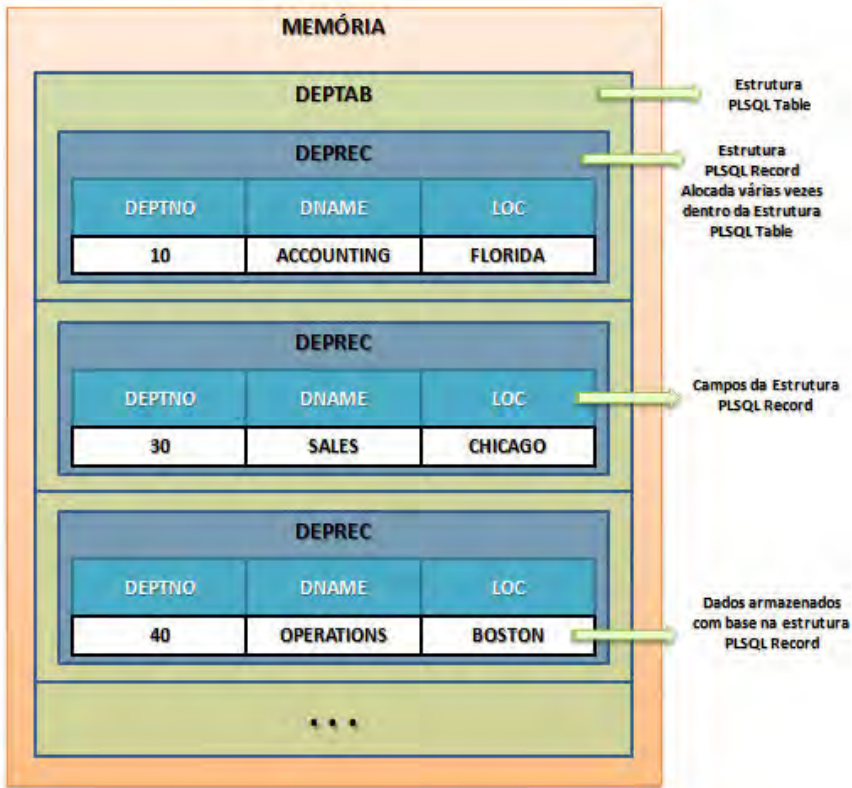 MEMÓRIA
DEPTAB
Estrutura
PLSQL Table
DEPREC
Estrutura
PLSQL Record
Alocada várias vezes
dentro da Estrutura
PLSQL Table
DEPTNO DNAME LOC
10 ACCOUNTING FLORIDA
DEPREC
DEPTNO DNAME LOC
Campos da Estrutura
PLSQL Record
30 SALES CHICAGO
DEPREC
DEPTNO DNAME LOC
40 OPERATIONS BOSTON
Dados armazenados
com base na estrutura
PLSQL Record
...